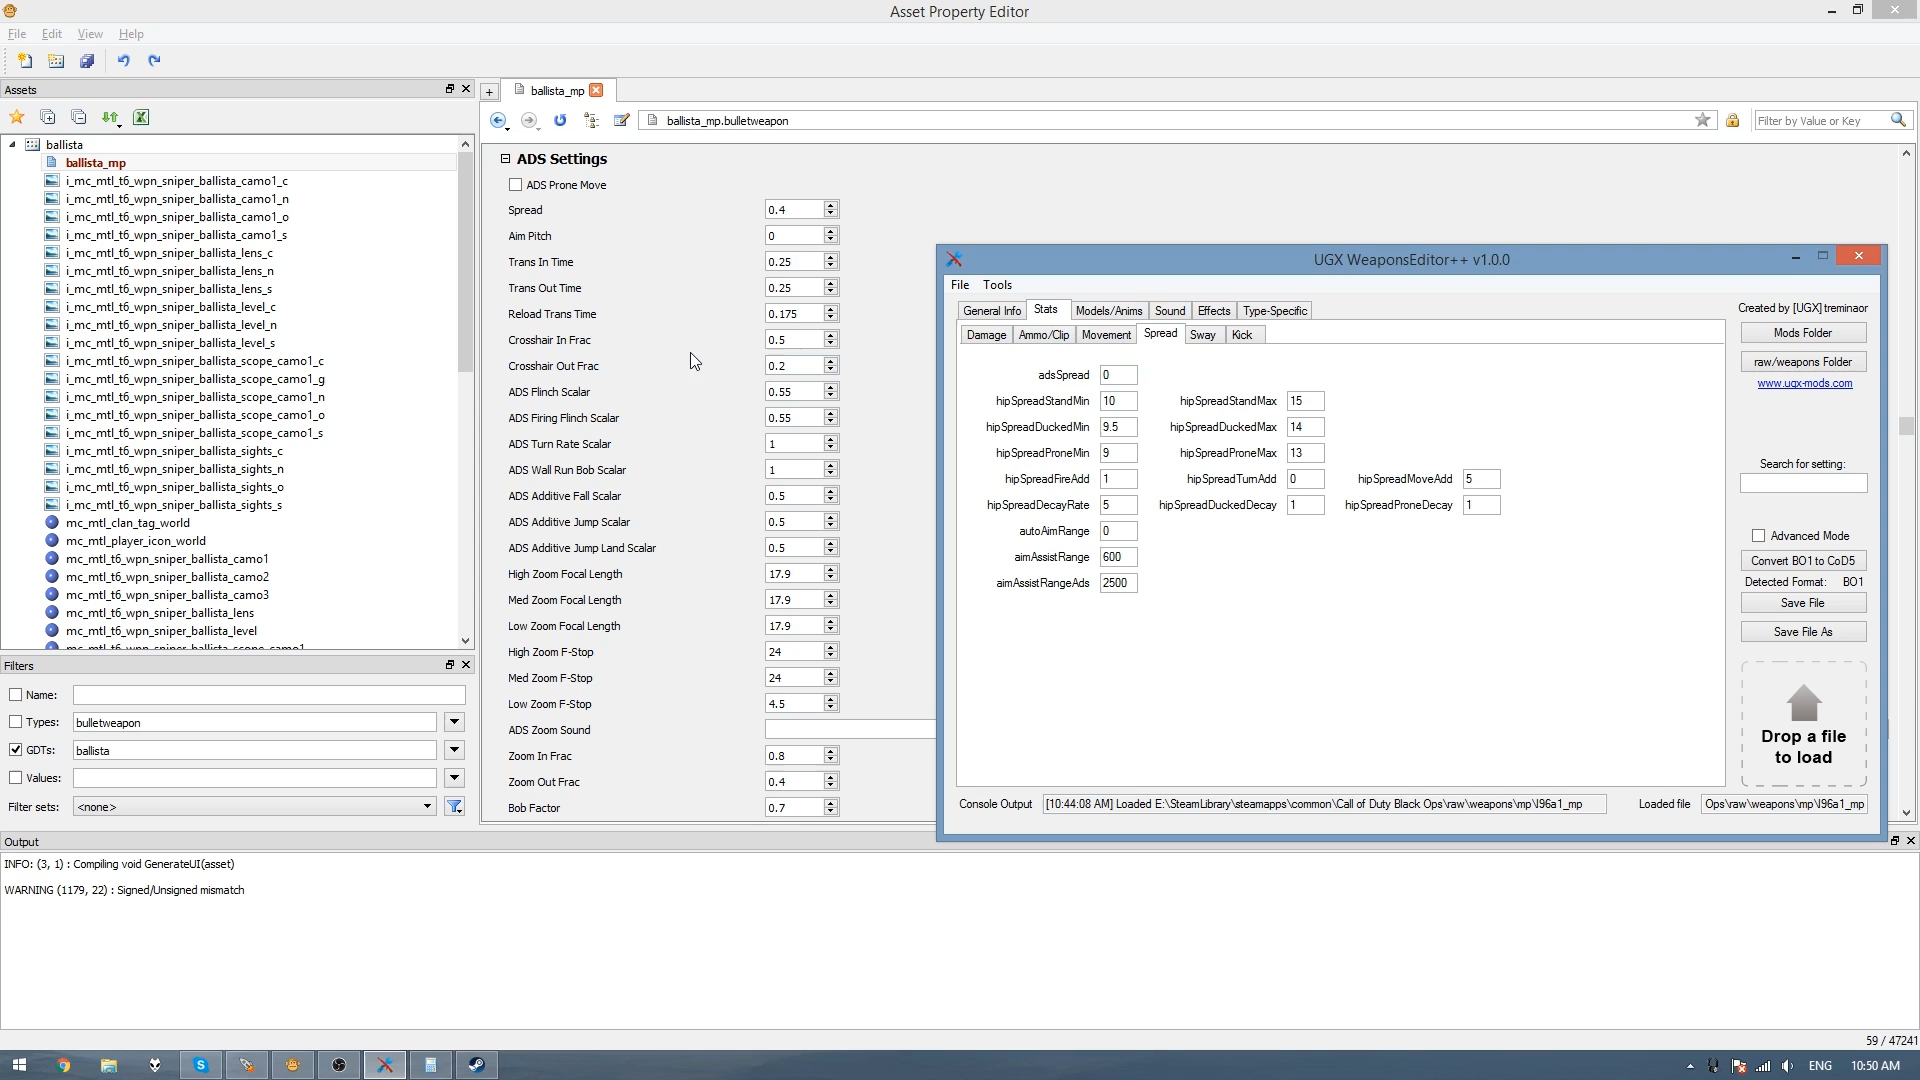 Asset Property Editor
File Edit View Help
Assets
ballista
ballista_mp
i_mc_mtl_t6_wpn_sniper_ballista_camo1_c
i_mc_mtl_t6_wpn_sniper_ballista_camo1_n
i_mc_mtl_t6_wpn_sniper_ballista_camo1_o
i_mc_mtl_t6_wpn_sniper_ballista_camo1_s
i_mc_mtl_t6_wpn_sniper_ballista_lens_c
i_mc_mtl_t6_wpn_sniper_ballista_lens_n
i_mc_mtl_t6_wpn_sniper_ballista_lens_s
i_mc_mtl_t6_wpn_sniper_ballista_level_c
i_mc_mtl_t6_wpn_sniper_ballista_level_n
i_mc_mtl_t6_wpn_sniper_ballista_level_s
i_mc_mtl_t6_wpn_sniper_ballista_scope_camo1_c
i_mc_mtl_t6_wpn_sniper_ballista_scope_camo1_g
i_mc_mtl_t6_wpn_sniper_ballista_scope_camo1_n
i_mc_mtl_t6_wpn_sniper_ballista_scope_camo1_o
i_mc_mtl_t6_wpn_sniper_ballista_scope_camo1_s
i_mc_mtl_t6_wpn_sniper_ballista_sights_c
i_mc_mtl_t6_wpn_sniper_ballista_sights_n
i_mc_mtl_t6_wpn_sniper_ballista_sights_o
i_mc_mtl_t6_wpn_sniper_ballista_sights_s
mc_mtl_clan_tag_world
mc_mtl_player_icon_world
mc_mtl_t6_wpn_sniper_ballista_camo1
mc_mtl_t6_wpn_sniper_ballista_camo2
mc_mtl_t6_wpn_sniper_ballista_camo3
mc_mtl_t6_wpn_sniper_ballista_lens
mc_mtl_t6_wpn_sniper_ballista_level
mc_mtl_t6_wpn_sniper_ballista_scope_camo1
Filters
Name:
Types: bulletweapon
GDTs: ballista
Values:
Filter sets: <none>
+ ballista_mp
ballista_mp.bulletweapon
Filter by Value or Key
ADS Settings
ADS Prone Move
Spread 0.4
Aim Pitch 0
Trans In Time 0.25
Trans Out Time 0.25
Reload Trans Time 0.175
Crosshair In Frac 0.5
Crosshair Out Frac 0.2
ADS Flinch Scalar 0.55
ADS Firing Flinch Scalar 0.55
ADS Turn Rate Scalar 1
ADS Wall Run Bob Scalar 1
ADS Additive Fall Scalar 0.5
ADS Additive Jump Scalar 0.5
ADS Additive Jump Land Scalar 0.5
High Zoom Focal Length 17.9
Med Zoom Focal Length 17.9
Low Zoom Focal Length 17.9
High Zoom F-Stop 24
Med Zoom F-Stop 24
Low Zoom F-Stop 4.5
ADS Zoom Sound
Zoom In Frac 0.8
Zoom Out Frac 0.4
Bob Factor 0.7
UGX WeaponsEditor++ v1.0.0
File Tools
General Info Stats Models/Anims Sound Effects Type-Specific
Damage Ammo/Clip Movement Spread Sway Kick
adsSpread 0
hipSpreadStandMin 10 hipSpreadStandMax 15
hipSpreadDuckedMin 9.5 hipSpreadDuckedMax 14
hipSpreadProneMin 9 hipSpreadProneMax 13
hipSpreadFireAdd 1 hipSpreadTurnAdd 0 hipSpreadMoveAdd 5
hipSpreadDecayRate 5 hipSpreadDuckedDecay 1 hipSpreadProneDecay 1
autoAimRange 0
aimAssistRange 600
aimAssistRangeAds 2500
Created by [UGX] treminaor
Mods Folder
raw/weapons Folder
www.ugx-mods.com
Search for setting:
Advanced Mode
Convert BO1 to CoD5
Detected Format: BO1
Save File
Save File As
Drop a file
to load
Console Output [10:44:08 AM] Loaded E:\SteamLibrary\steamapps\common\Call of Duty Black Ops\raw\weapons\mp\l96a1_mp
Loaded file Ops\raw\weapons\mp\l96a1_mp
Output
INFO: (3, 1) : Compiling void GenerateUI(asset)
WARNING (1179, 22) : Signed/Unsigned mismatch
59 / 47241
ENG 10:50 AM